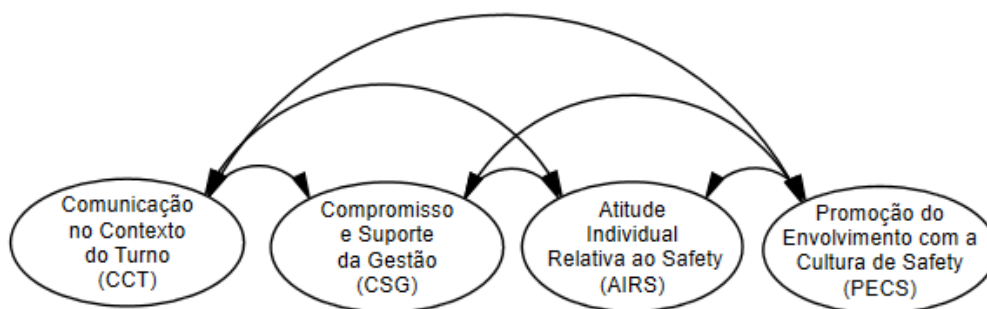 Comunicação
no Contexto
do Turno
(CCT)
Compromisso
e Suporte
da Gestão
(CSG)
Atitude
Individual
Relativa ao Safety
(AIRS)
Promoção do
Envolvimento com a
Cultura de Safety
(PECS)